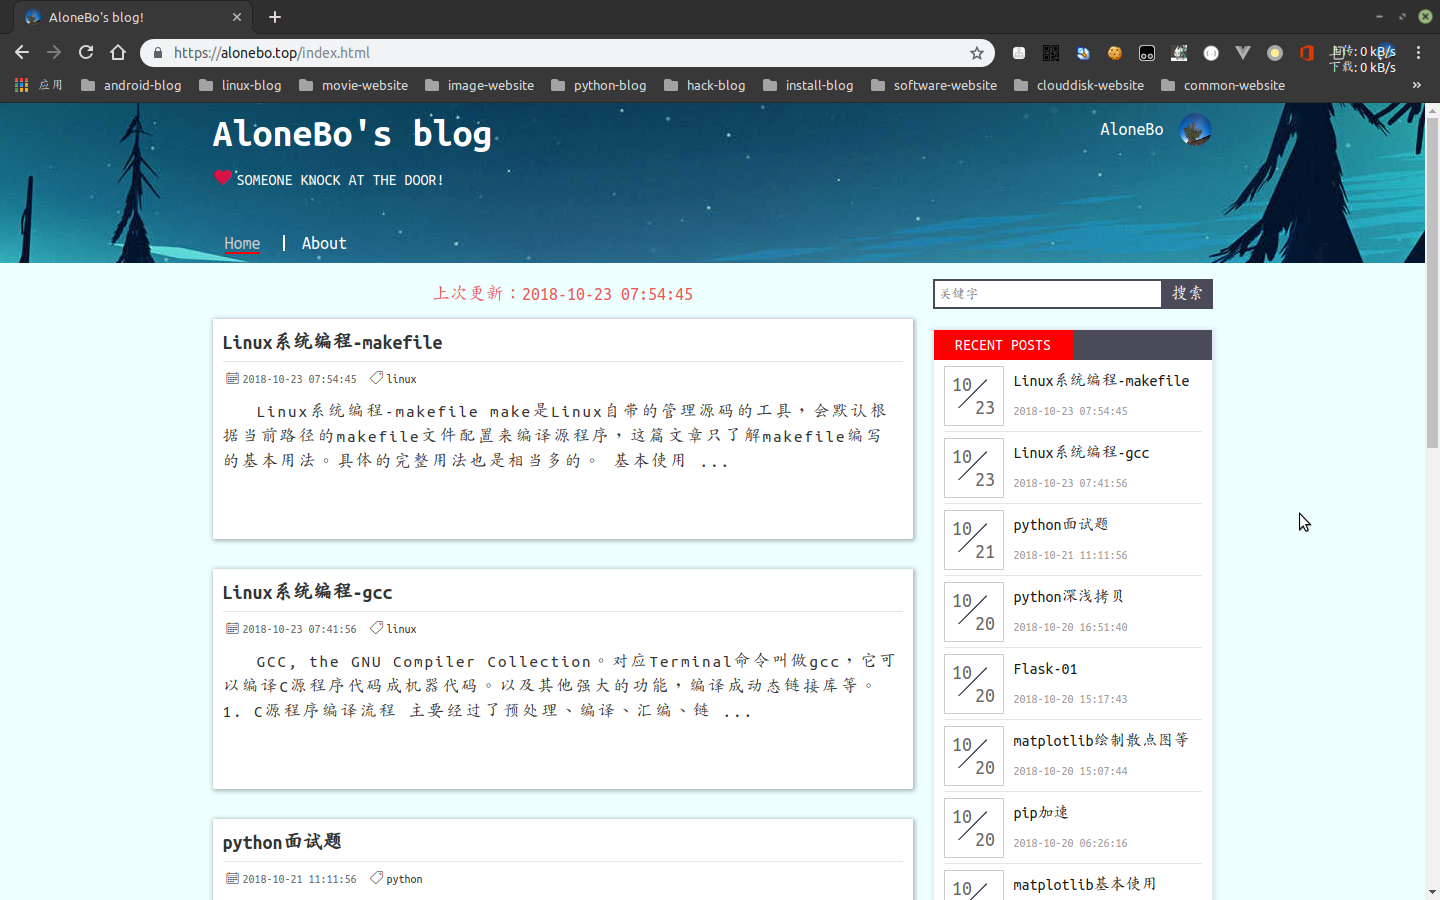 AloneBo's blog!
https://alonebo.top/index.html
上传: 0 kB/s
下载: 0 kB/s
应用
android-blog
linux-blog
movie-website
image-website
python-blog
hack-blog
install-blog
software-website
clouddisk-website
common-website
»
AloneBo's blog
AloneBo
SOMEONE KNOCK AT THE DOOR!
Home
About
上次更新：2018-10-23 07:54:45
Linux系统编程-makefile
2018-10-23 07:54:45 linux
Linux系统编程-makefile make是Linux自带的管理源码的工具，会默认根
据当前路径的makefile文件配置来编译源程序，这篇文章只了解makefile编写
的基本用法。具体的完整用法也是相当多的。 基本使用 ...
Linux系统编程-gcc
2018-10-23 07:41:56 linux
GCC, the GNU Compiler Collection。对应Terminal命令叫做gcc，它可
以编译C源程序代码成机器代码。以及其他强大的功能，编译成动态链接库等。
1. C源程序编译流程 主要经过了预处理、编译、汇编、链 ...
python面试题
2018-10-21 11:11:56 python
关键字
搜索
RECENT POSTS
10
23
Linux系统编程-makefile
2018-10-23 07:54:45
10
23
Linux系统编程-gcc
2018-10-23 07:41:56
10
21
python面试题
2018-10-21 11:11:56
10
20
python深浅拷贝
2018-10-20 16:51:40
10
20
Flask-01
2018-10-20 15:17:43
10
20
matplotlib绘制散点图等
2018-10-20 15:07:44
10
20
pip加速
2018-10-20 06:26:16
10
matplotlib基本使用